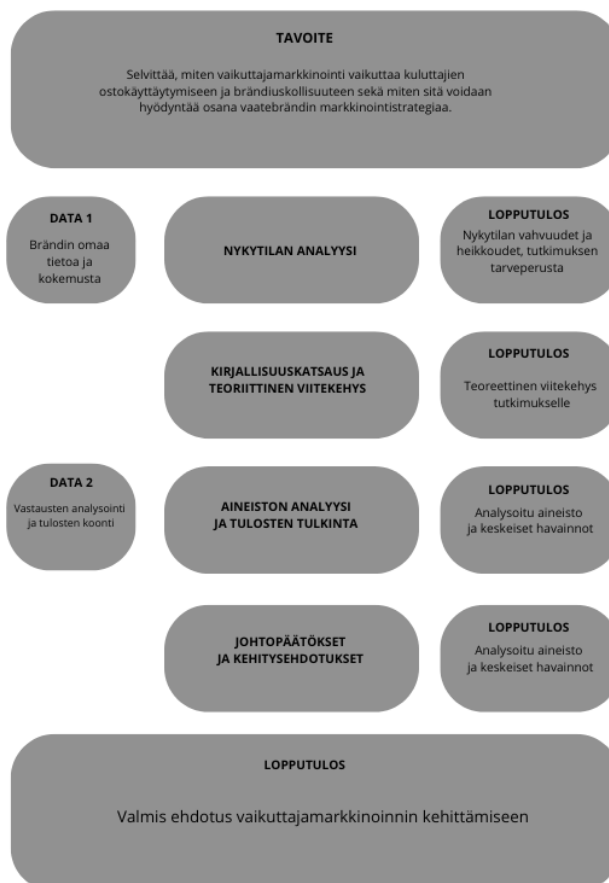 TAVOITE
Selvittää, miten vaikuttajamarkkinointi vaikuttaa kuluttajien
ostokäyttäytymiseen ja brändiuskollisuuteen sekä miten sitä voidaan
hyödyntää osana vaatebrändin markkinointistrategiaa.
DATA 1
Brändin omaa
tietoa ja
kokemusta
NYKYTILAN ANALYYSI
LOPPUTULOS
Nykytilan vahvuudet ja
heikkoudet, tutkimuksen
tarveperusta
KIRJALLISUUSKATSAUS JA
TEORIITTINEN VIITEKEHYS
LOPPUTULOS
Teoreettinen viitekehys
tutkimukselle
DATA 2
Vastausten analysointi
ja tulosten koonti
AINEISTON ANALYYSI
JA TULOSTEN TULKINTA
LOPPUTULOS
Analysoitu aineisto
ja keskeiset havainnot
JOHTOPÄÄTÖKSET
JA KEHITYSEHDOTUKSET
LOPPUTULOS
Analysoitu aineisto
ja keskeiset havainnot
LOPPUTULOS
Valmis ehdotus vaikuttajamarkkinoinnin kehittämiseen